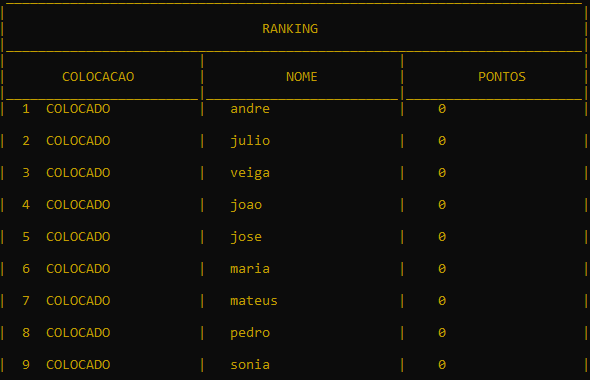 RANKING
COLOCACAO NOME PONTOS
1 COLOCADO andre 0
2 COLOCADO julio 0
3 COLOCADO veiga 0
4 COLOCADO joao 0
5 COLOCADO jose 0
6 COLOCADO maria 0
7 COLOCADO mateus 0
8 COLOCADO pedro 0
9 COLOCADO sonia 0